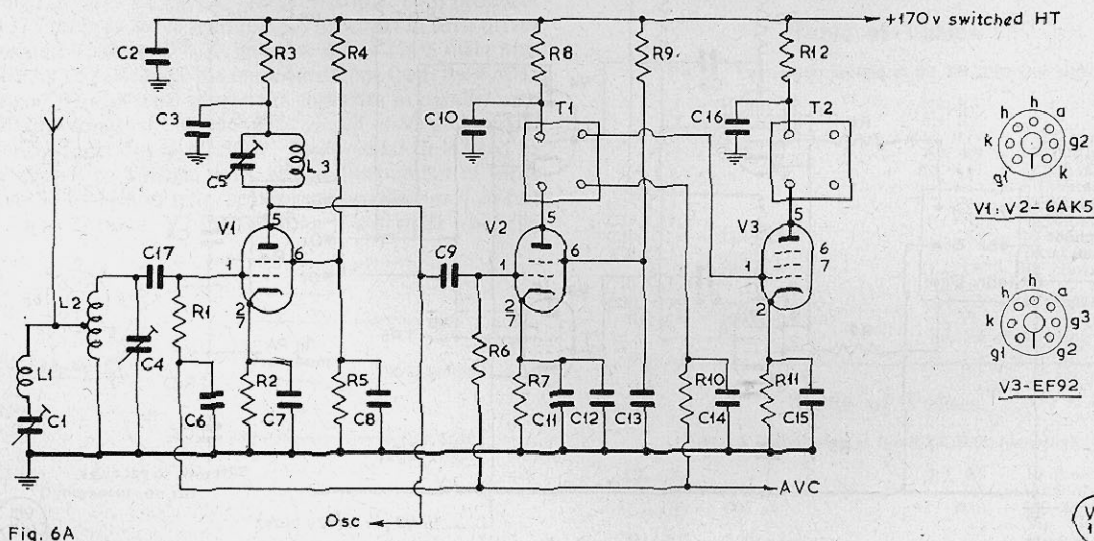 +170v switched HT
C2
R3
R4
R8
R9
R12
C3
C10
T1
C16
T2
C5
L3
h
h a
k g2
g1 k
V1: V2-6AK5
V1
5
6
1
2
7
C17
C9
V2
5
6
1
2
7
V3
5
6
7
1
2
L2
R1
L1
C4
C1
C6
R2
C7
R5
C8
R6
R7
C11
C12
C13
R10
C14
R11
C15
h
h a
k g3
g1 g2
V3-EF92
AVC
Osc
Fig. 6A
V
1